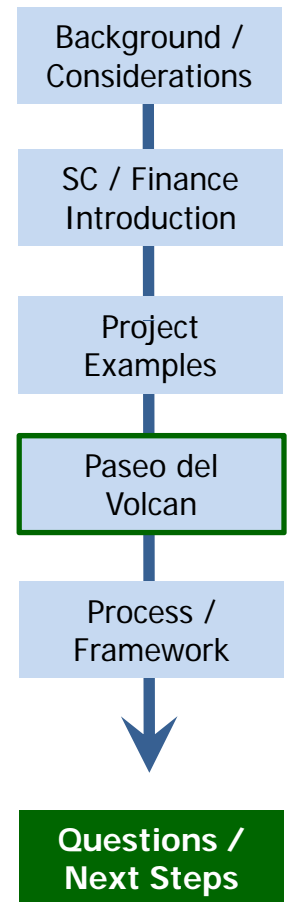 Background /
Considerations
SC / Finance
Introduction
Project
Examples
Paseo del
Volcan
Process /
Framework
Questions /
Next Steps